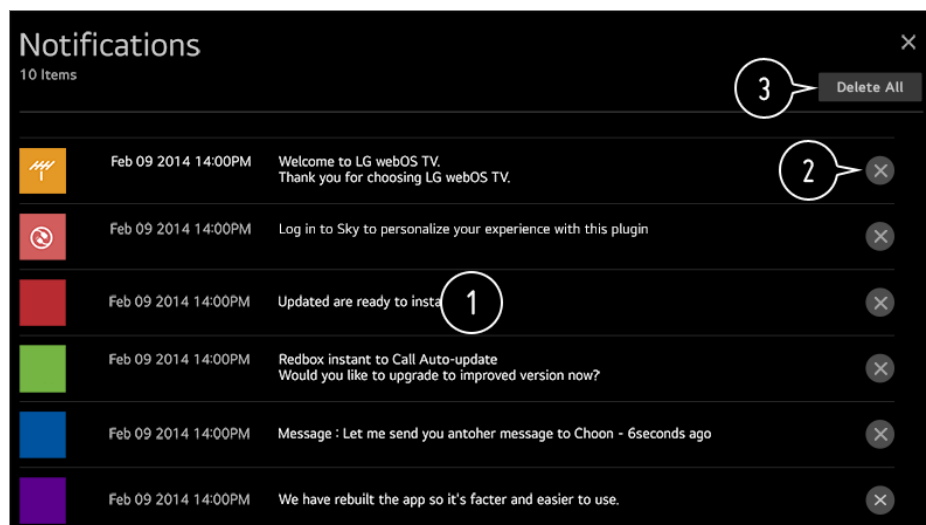 Notifications
10 Items
3
Delete All
Feb 09 2014 14:00PM
Welcome to LG webOS TV.
Thank you for choosing LG webOS TV.
2
Feb 09 2014 14:00PM
Log in to Sky to personalize your experience with this plugin
Feb 09 2014 14:00PM
Updated are ready to
1
Feb 09 2014 14:00PM
Redbox instant to Call Auto-update
Would you like to upgrade to improved version now?
Feb 09 2014 14:00PM
Message : Let me send you antoher message to Choon - 6seconds ago
Feb 09 2014 14:00PM
We have rebuilt the app so it's facter and easier to use.